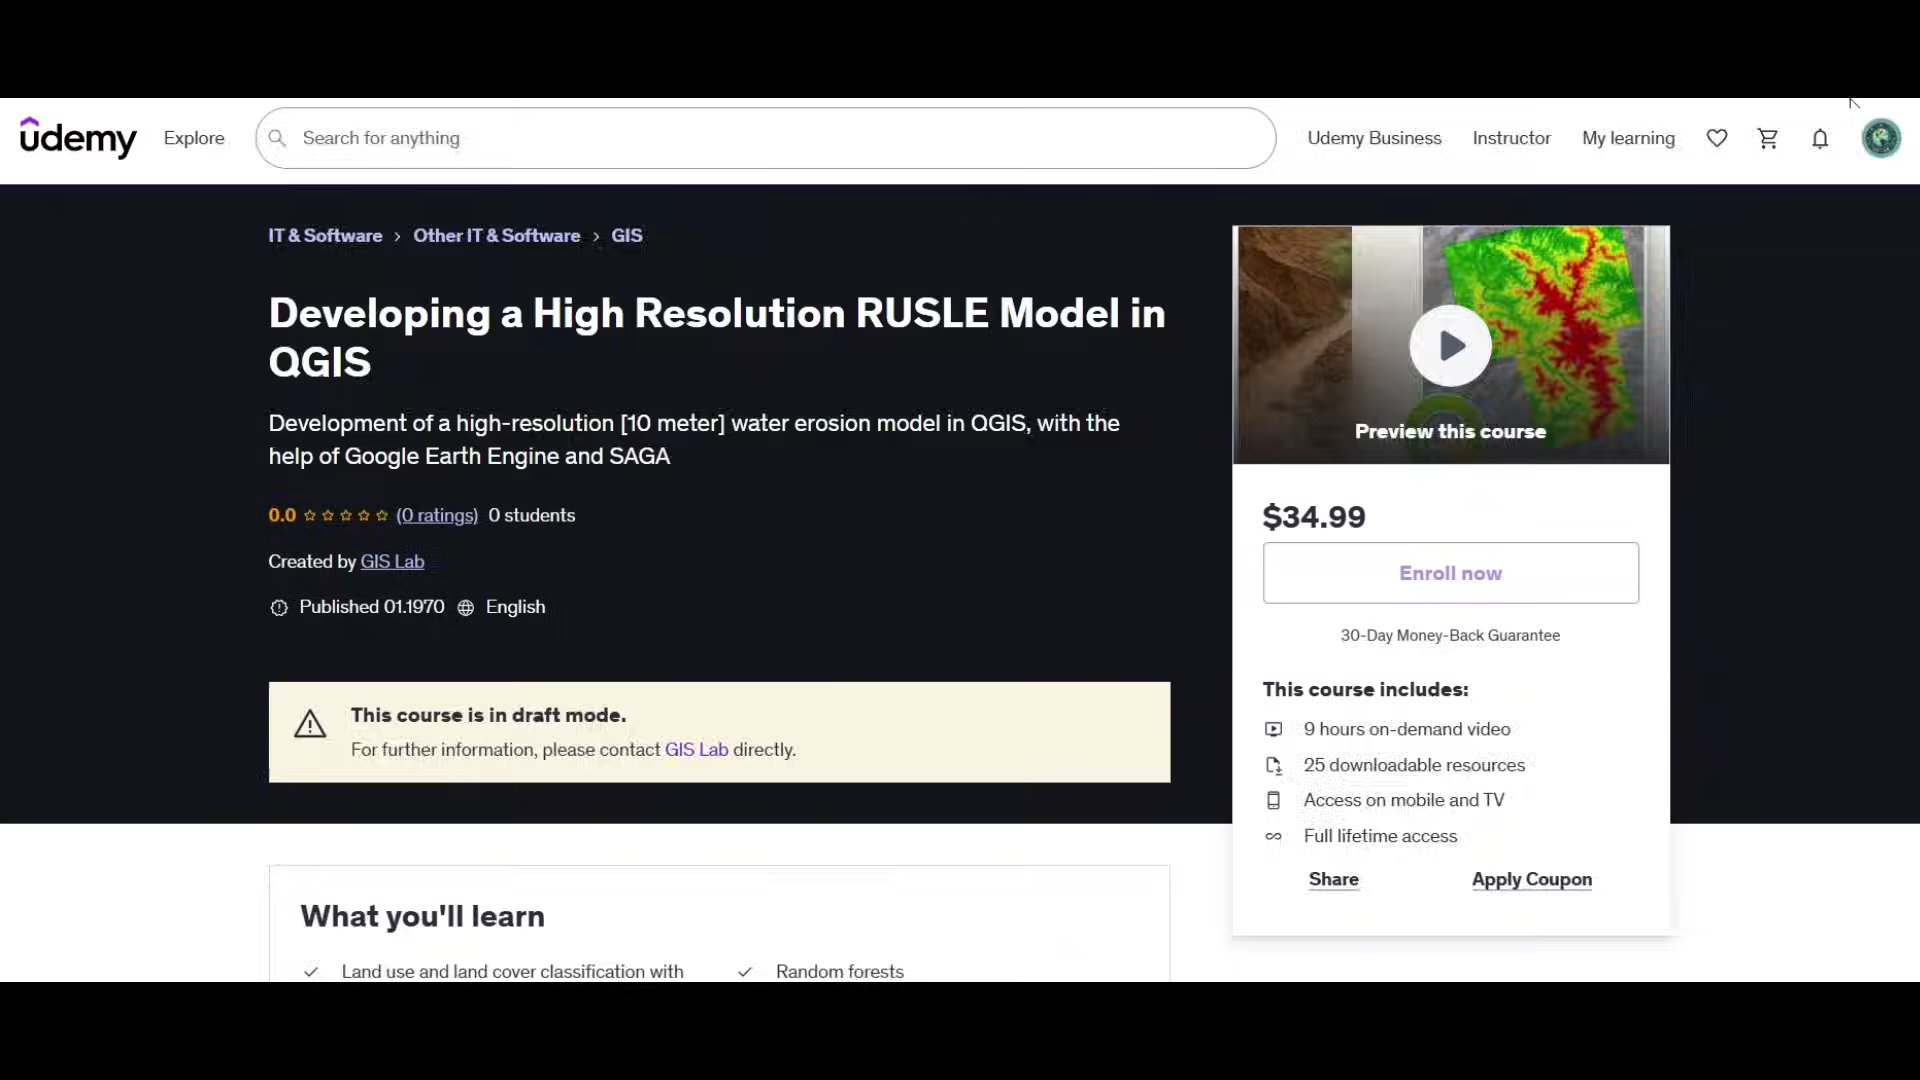 udemy
Explore
Search for anything
Udemy Business
Instructor
My learning
IT & Software › Other IT & Software › GIS
Developing a High Resolution RUSLE Model in
QGIS
Development of a high-resolution [10 meter] water erosion model in QGIS, with the
help of Google Earth Engine and SAGA
0.0 (0 ratings) 0 students
Created by GIS Lab
Published 01.1970 English
This course is in draft mode.
For further information, please contact GIS Lab directly.
What you'll learn
Land use and land cover classification with
Random forests
Preview this course
$34.99
Enroll now
30-Day Money-Back Guarantee
This course includes:
9 hours on-demand video
25 downloadable resources
Access on mobile and TV
Full lifetime access
Share
Apply Coupon